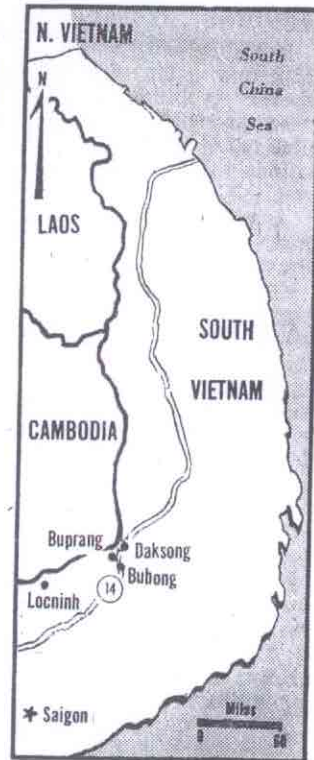 N. VIETNAM
South
China
Sea
N
LAOS
SOUTH
VIETNAM
CAMBODIA
Buprang
Daksong
Bubong
Locninh
14
Saigon
Miles
0 60